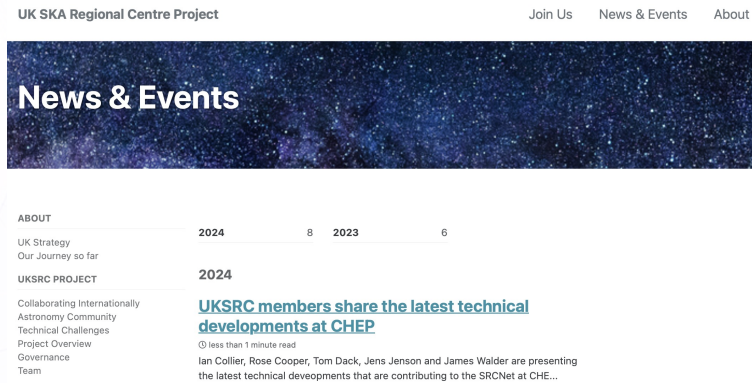 UK SKA Regional Centre Project
Join Us News & Events About
News & Events
ABOUT
UK Strategy
Our Journey so far
UKSRC PROJECT
Collaborating Internationally
Astronomy Community
Technical Challenges
Project Overview
Governance
Team
2024 8 2023 6
2024
UKSRC members share the latest technical
developments at CHEP
less than 1 minute read
Ian Collier, Rose Cooper, Tom Dack, Jens Jenson and James Walder are presenting
the latest technical deveopments that are contributing to the SRCNet at CHE...